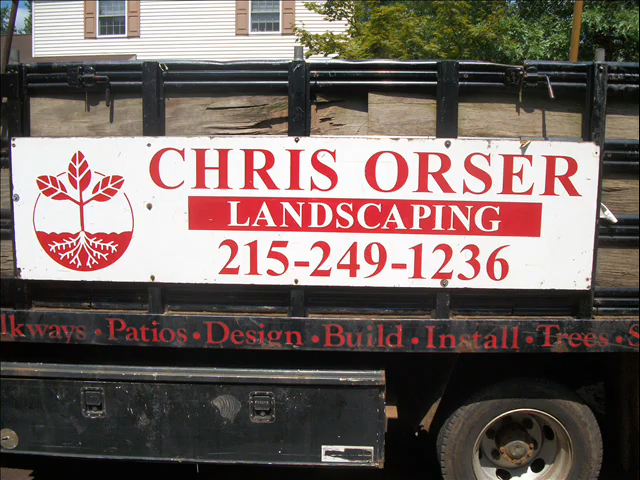 CHRIS ORSER
LANDSCAPING
215-249-1236
lkways • Patios • Design • Build • Install • Trees • S